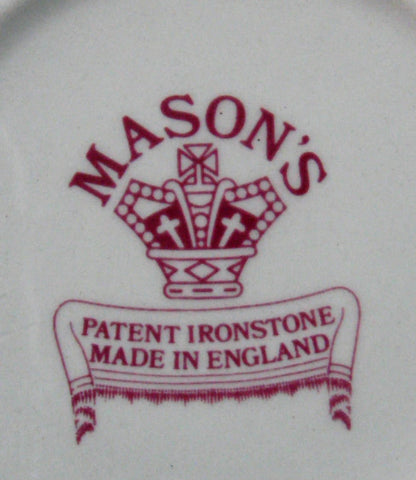 MASON'S
PATENT IRONSTONE
MADE IN ENGLAND